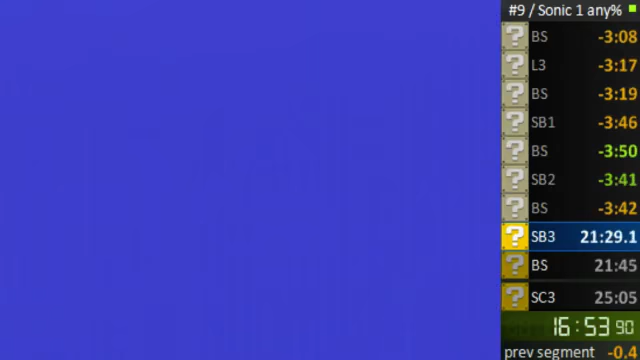 #9 / Sonic 1 any%
BS -3:08
L3 -3:17
BS -3:19
SB1 -3:46
BS -3:50
SB2 -3:41
BS -3:42
SB3 21:29.1
BS 21:45
SC3 25:05
16:53 90
prev segment -0.4